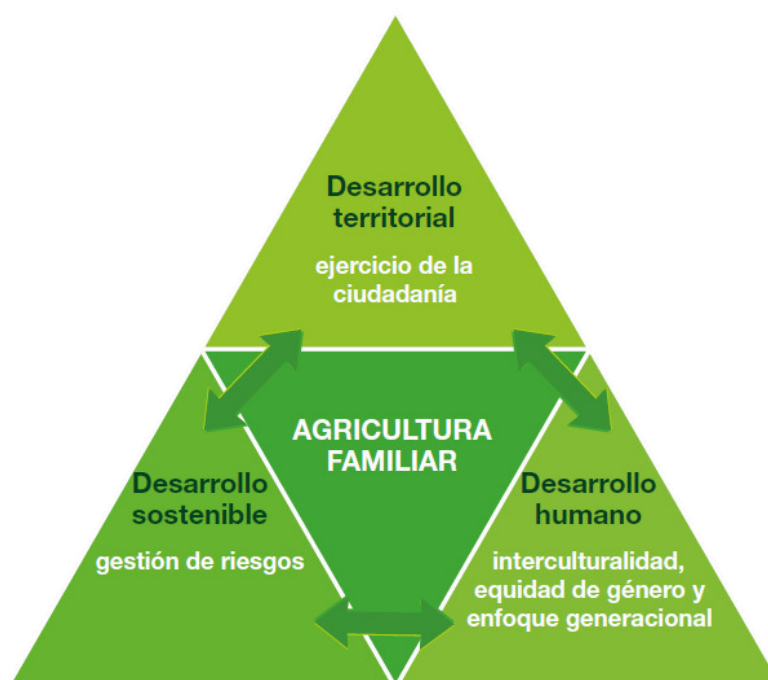 Desarrollo
territorial
ejercicio de la
ciudadanía
AGRICULTURA
FAMILIAR
Desarrollo
sostenible
gestión de riesgos
Desarrollo
humano
interculturalidad,
equidad de género y
enfoque generacional